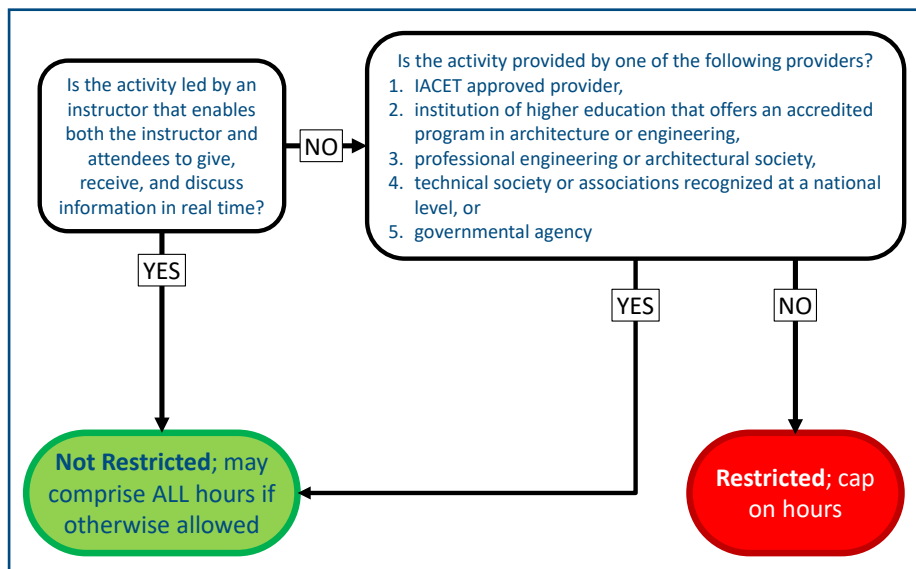 Is the activity led by an
instructor that enables
both the instructor and
attendees to give,
receive, and discuss
information in real time?
NO
Is the activity provided by one of the following providers?
1. IACET approved provider,
2. institution of higher education that offers an accredited
program in architecture or engineering,
3. professional engineering or architectural society,
4. technical society or associations recognized at a national
level, or
5. governmental agency
YES
YES
NO
Not Restricted; may
comprise ALL hours if
otherwise allowed
Restricted; cap
on hours